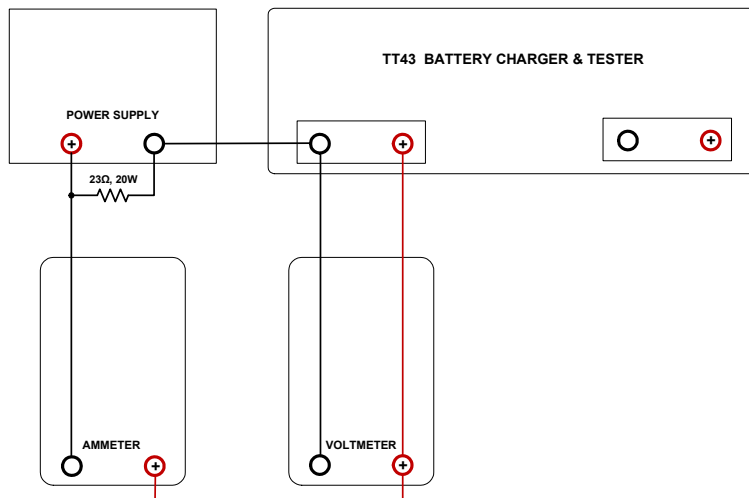 TT43 BATTERY CHARGER & TESTER
POWER SUPPLY
23Ω, 20W
AMMETER
VOLTMETER